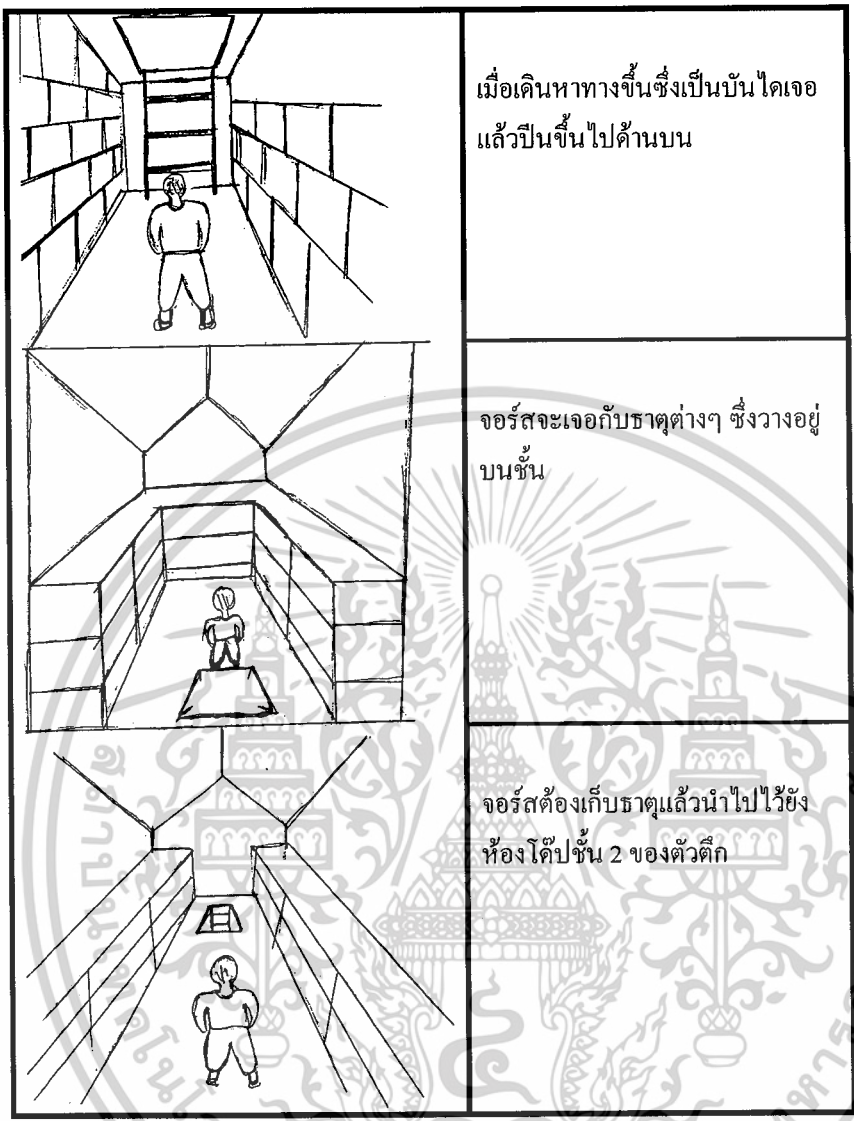 เมื่อเดินหาทางขึ้นซึ่งเป็นบันไดเจอ
แล้วปีนขึ้นไปด้านบน
จอร์สจะเจอกับธาตุต่างๆ ซึ่งวางอยู่
บนชั้น
จอร์สต้องเก็บธาตุแล้วนำไปไว้ยัง
ห้องโต๊ปชั้น 2 ของตัวตึก